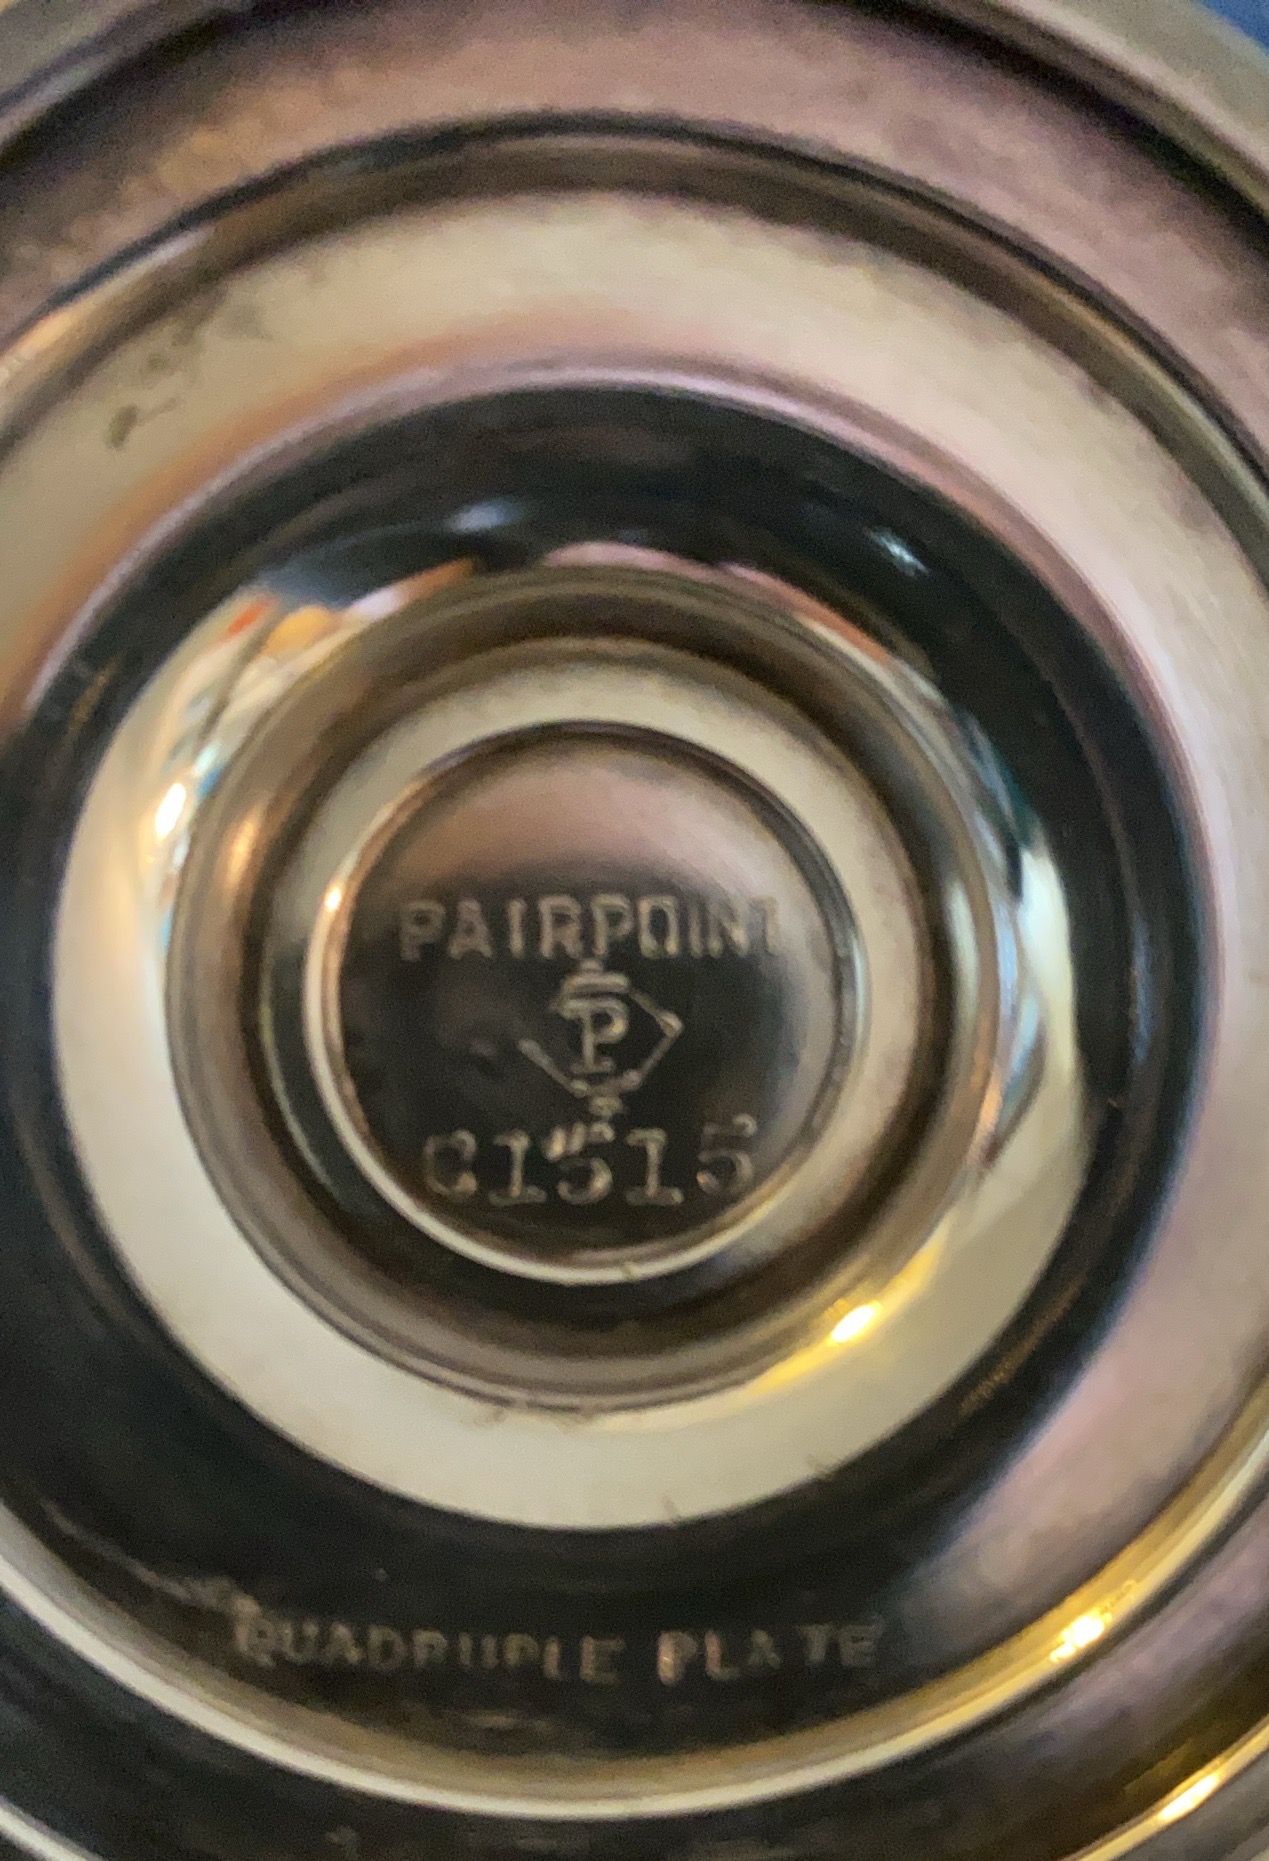 PAIRPOINT
P
C1515
QUADRUPLE PLATE